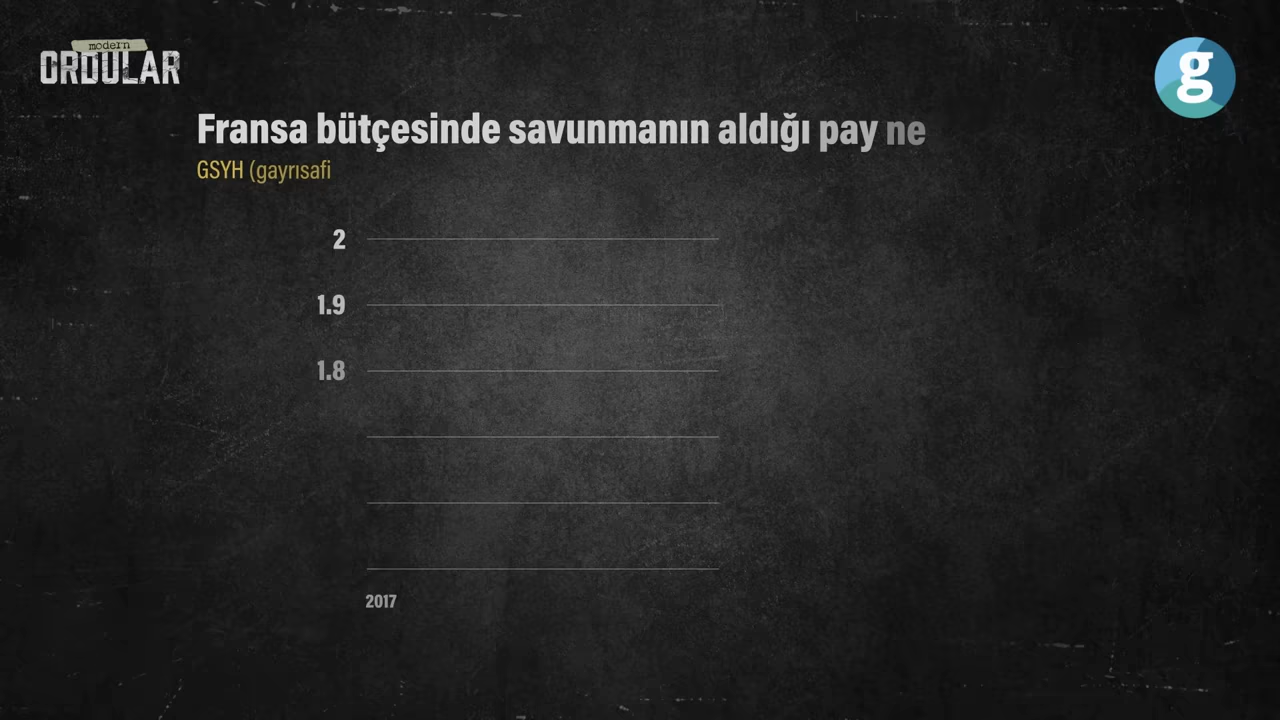 modern
ORDULAR
g
Fransa bütçesinde savunmanın aldığı pay ne
GSYH (gayrısafi
2
1.9
1.8
2017